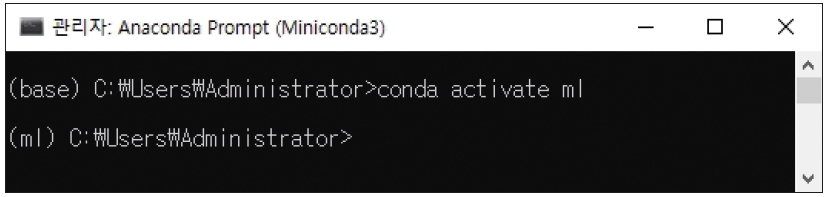 관리자: Anaconda Prompt (Miniconda3)
(base) C:₩Users₩Administrator>conda activate ml
(ml) C:₩Users₩Administrator>